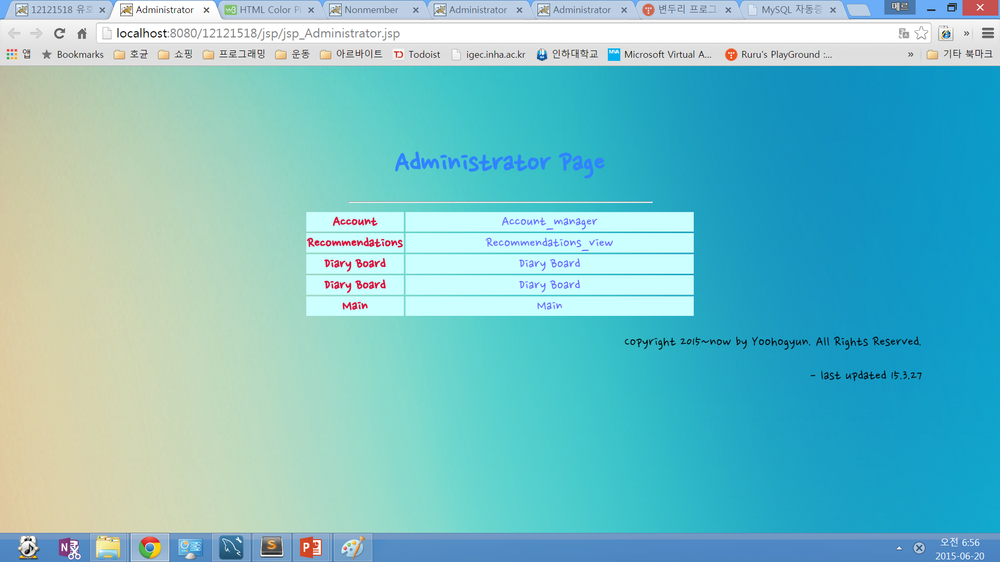 12121518 유호
Administrator
HTML Color Pi
Nonmember
Administrator
Administrator
변두리 프로그
MySQL 자동증
메르
localhost:8080/12121518/jsp/jsp_Administrator.jsp
앱
Bookmarks
호균
쇼핑
프로그래밍
운동
아르바이트
TD Todoist
igec.inha.ac.kr
인하대학교
MVA Microsoft Virtual A...
Ruru's PlayGround :...
»
기타 북마크
Administrator Page
Account Account_manager
Recommendations Recommendations_view
Diary Board Diary Board
Diary Board Diary Board
Main Main
copyright 2015~now by Yoohogyun. All Rights Reserved.
- last updated 15.3.27
오전 6:56
2015-06-20